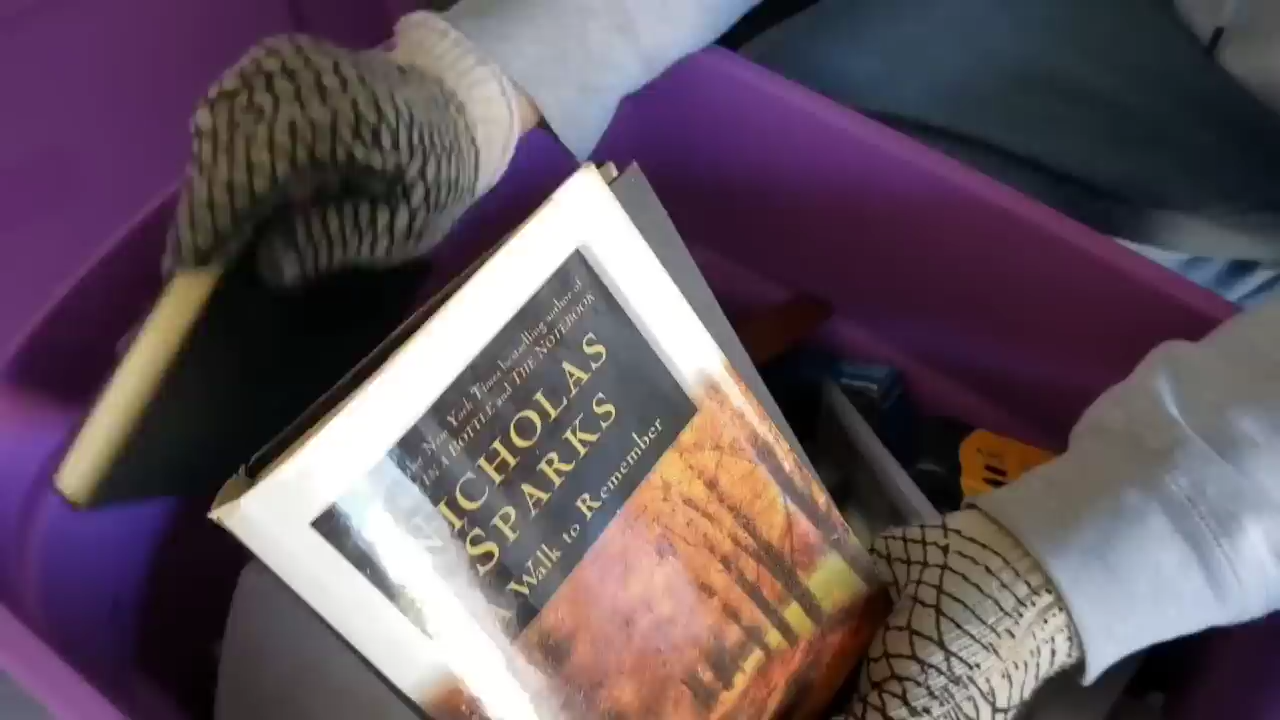 New York Times bestselling author of
A BOTTLE and THE NOTEBOOK
NICHOLAS
SPARKS
A Walk to Remember